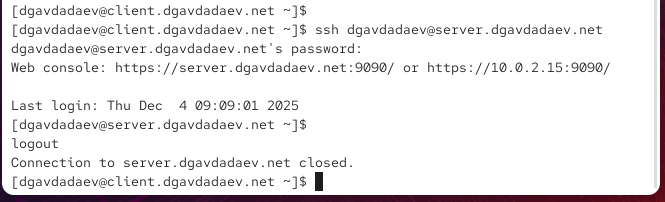 [dgavdadaev@client.dgavdadaev.net ~]$
[dgavdadaev@client.dgavdadaev.net ~]$ ssh dgavdadaev@server.dgavdadaev.net
dgavdadaev@server.dgavdadaev.net's password:
Web console: https://server.dgavdadaev.net:9090/ or https://10.0.2.15:9090/
Last login: Thu Dec  4 09:09:01 2025
[dgavdadaev@server.dgavdadaev.net ~]$
logout
Connection to server.dgavdadaev.net closed.
[dgavdadaev@client.dgavdadaev.net ~]$